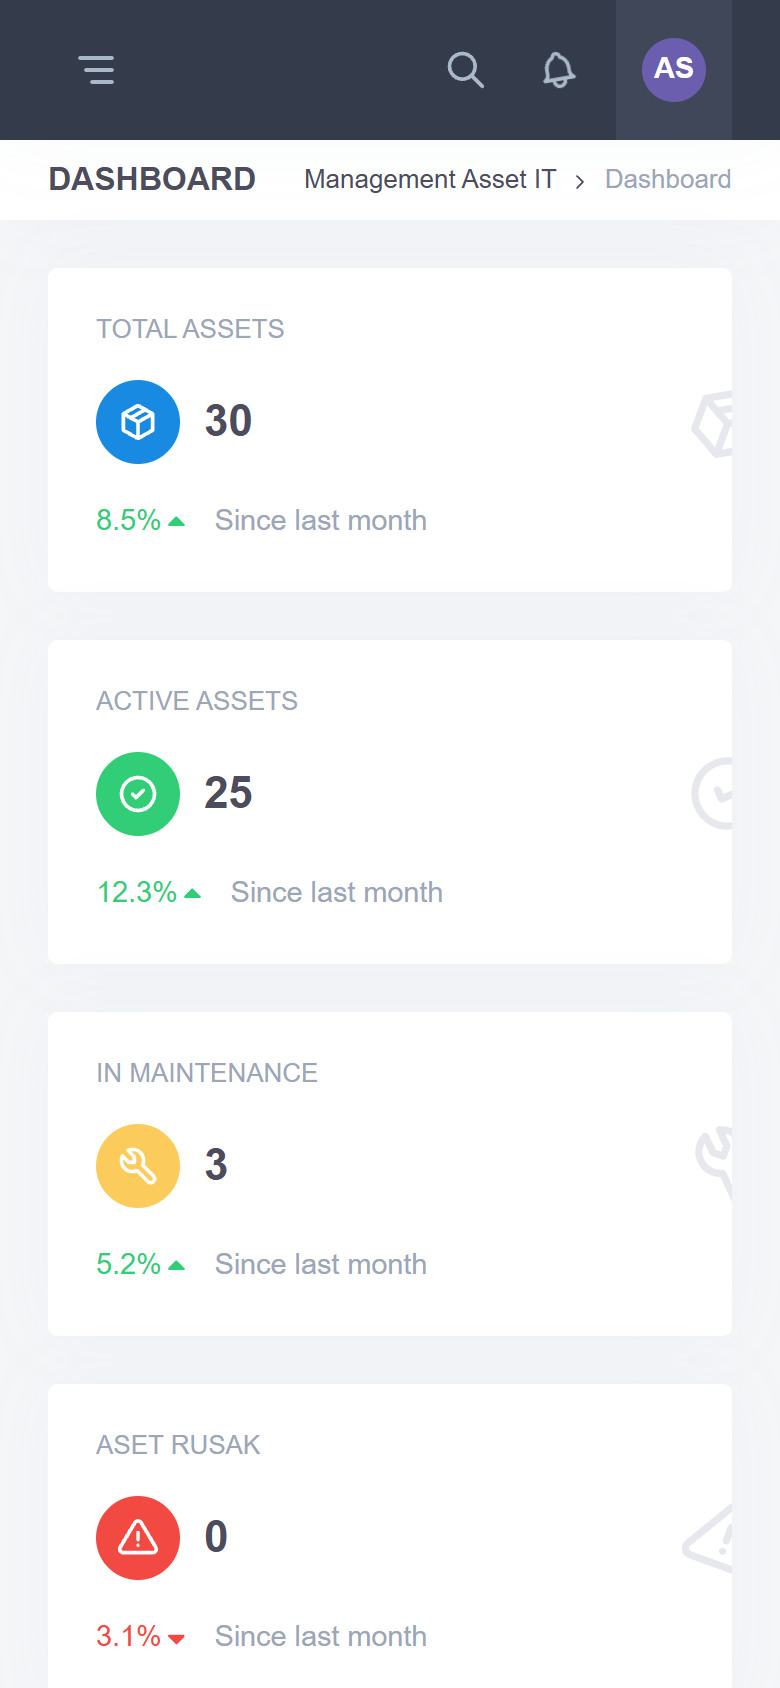 AS
DASHBOARD Management Asset IT › Dashboard
TOTAL ASSETS
30
8.5% Since last month
ACTIVE ASSETS
25
12.3% Since last month
IN MAINTENANCE
3
5.2% Since last month
ASET RUSAK
0
3.1% Since last month